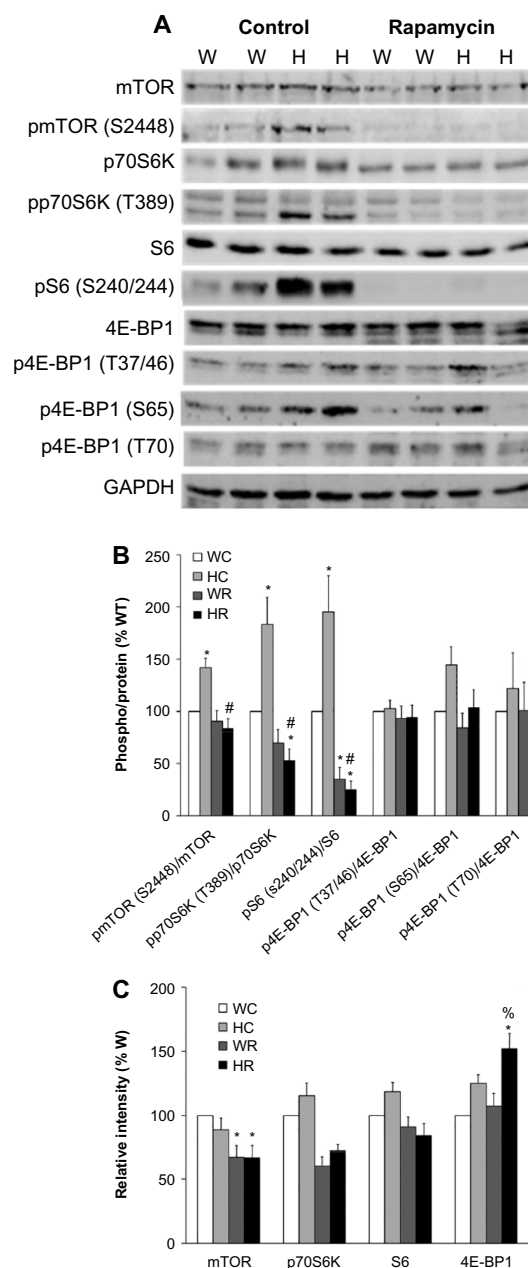 A
Control Rapamycin
W W H H W W H H
mTOR
pmTOR (S2448)
p70S6K
pp70S6K (T389)
S6
pS6 (S240/244)
4E-BP1
p4E-BP1 (T37/46)
p4E-BP1 (S65)
p4E-BP1 (T70)
GAPDH
B
250
200
150
100
50
0
Phospho/protein (% WT)
WC
HC
WR
HR
*
*
*
#
#
*
*
#
*
pmTOR (S2448)/mTOR
pp70S6K (T389)/p70S6K
pS6 (s240/244)/S6
p4E-BP1 (T37/46)/4E-BP1
p4E-BP1 (S65)/4E-BP1
p4E-BP1 (T70)/4E-BP1
C
200
150
100
50
0
Relative intensity (% W)
WC
HC
WR
HR
* *
%
*
mTOR p70S6K S6 4E-BP1